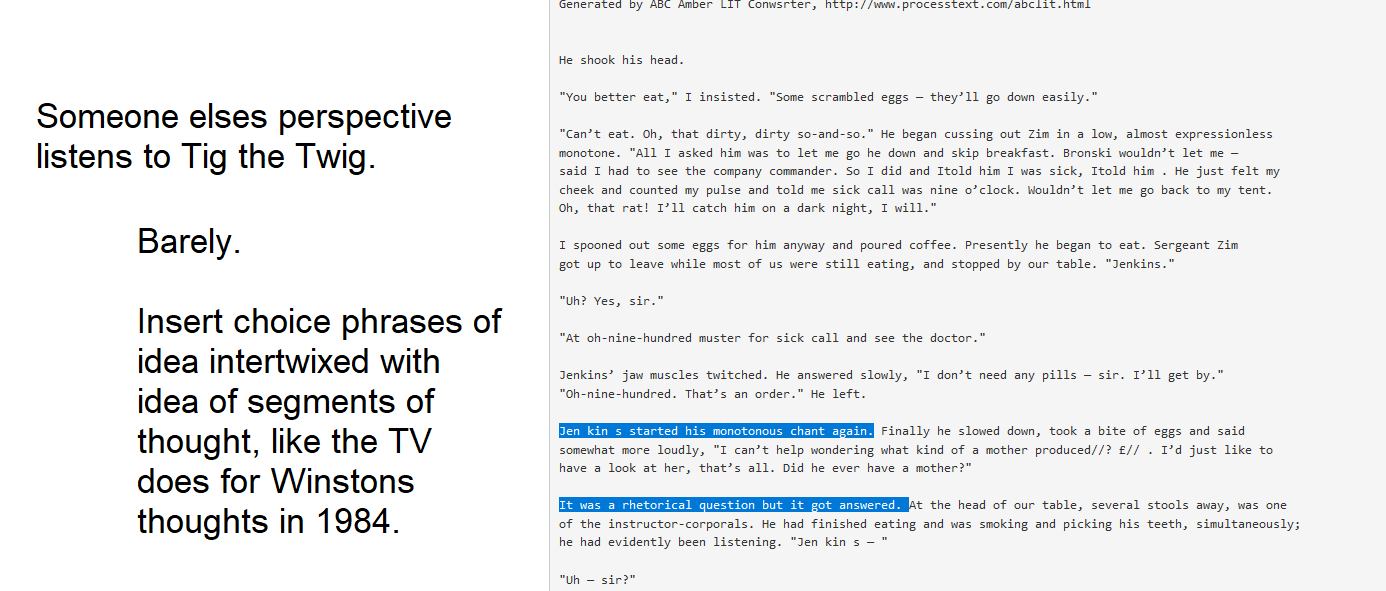 Someone elses perspective
listens to Tig the Twig.
Barely.
Insert choice phrases of
idea intertwixed with
idea of segments of
thought, like the TV
does for Winstons
thoughts in 1984.
Generated by ABC Amber LIT Conwsrter, http://www.processtext.com/abclit.html
He shook his head.
"You better eat," I insisted. "Some scrambled eggs — they’ll go down easily."
"Can’t eat. Oh, that dirty, dirty so-and-so." He began cussing out Zim in a low, almost expressionless
monotone. "All I asked him was to let me go he down and skip breakfast. Bronski wouldn’t let me —
said I had to see the company commander. So I did and Itold him I was sick, Itold him . He just felt my
cheek and counted my pulse and told me sick call was nine o’clock. Wouldn’t let me go back to my tent.
Oh, that rat! I’ll catch him on a dark night, I will."
I spooned out some eggs for him anyway and poured coffee. Presently he began to eat. Sergeant Zim
got up to leave while most of us were still eating, and stopped by our table. "Jenkins."
"Uh? Yes, sir."
"At oh-nine-hundred muster for sick call and see the doctor."
Jenkins’ jaw muscles twitched. He answered slowly, "I don’t need any pills — sir. I’ll get by."
"Oh-nine-hundred. That’s an order." He left.
Jen kin s started his monotonous chant again. Finally he slowed down, took a bite of eggs and said
somewhat more loudly, "I can’t help wondering what kind of a mother produced//? £// . I’d just like to
have a look at her, that’s all. Did he ever have a mother?"
It was a rhetorical question but it got answered. At the head of our table, several stools away, was one
of the instructor-corporals. He had finished eating and was smoking and picking his teeth, simultaneously;
he had evidently been listening. "Jen kin s — "
"Uh — sir?"